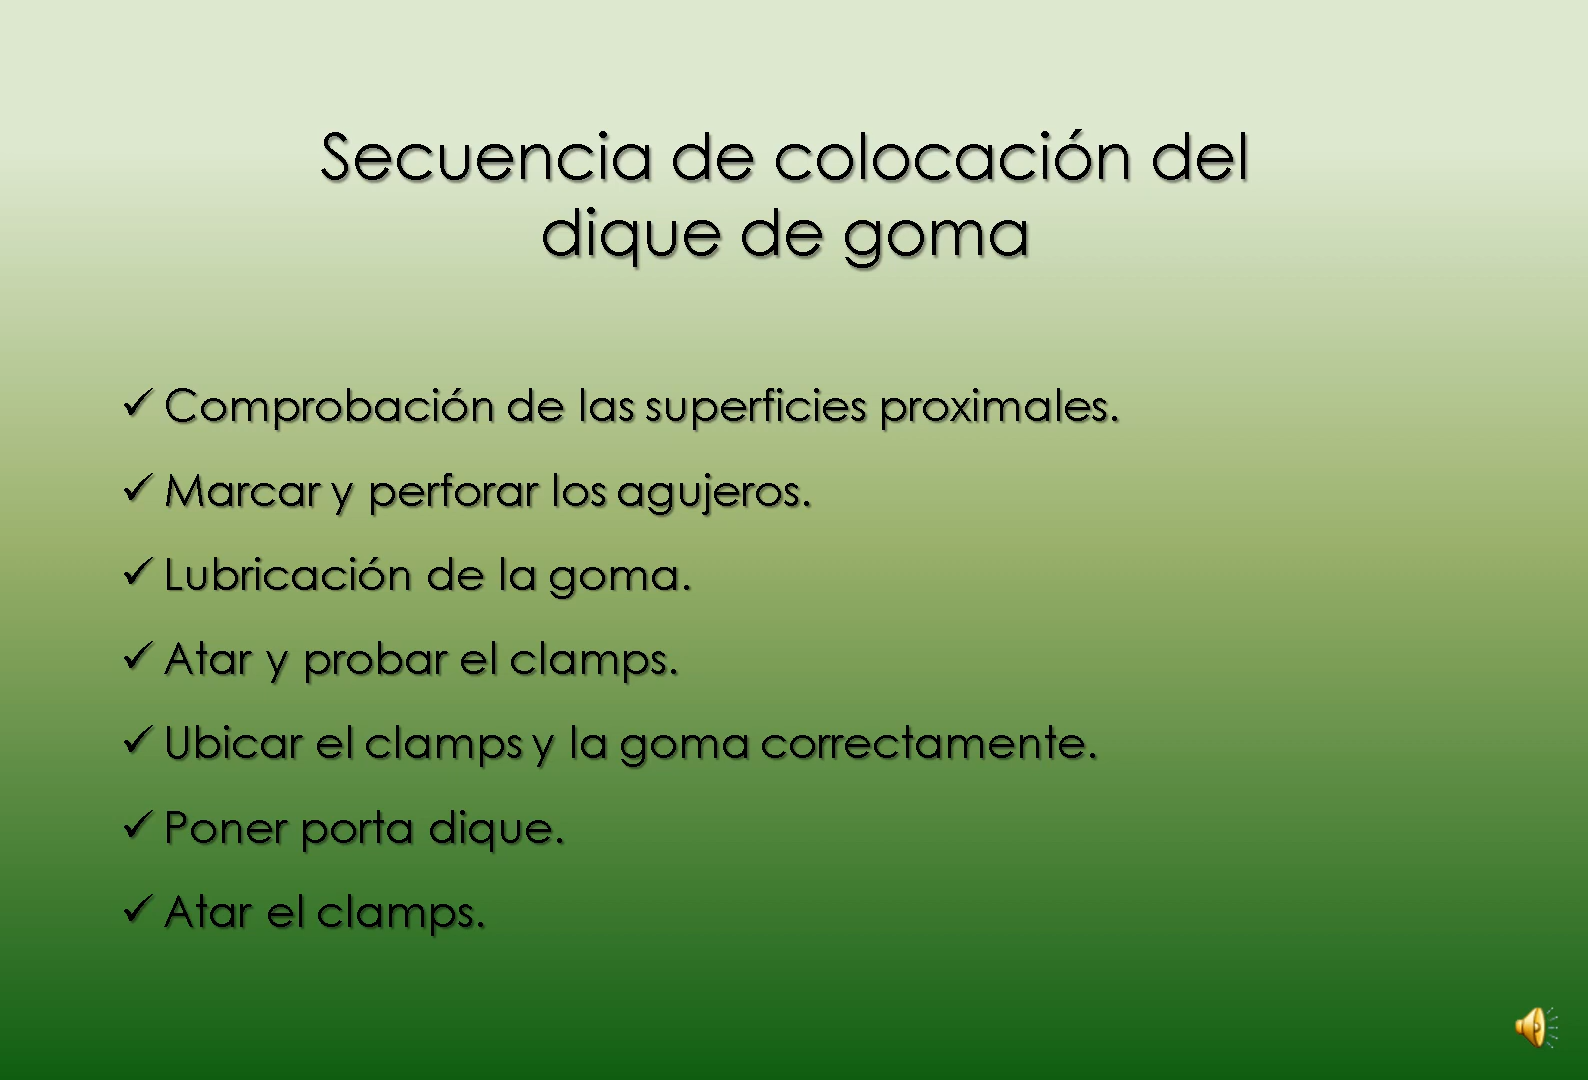 Secuencia de colocación del
dique de goma
✓ Comprobación de las superficies proximales.
✓ Marcar y perforar los agujeros.
✓ Lubricación de la goma.
✓ Atar y probar el clamps.
✓ Ubicar el clamps y la goma correctamente.
✓ Poner porta dique.
✓ Atar el clamps.